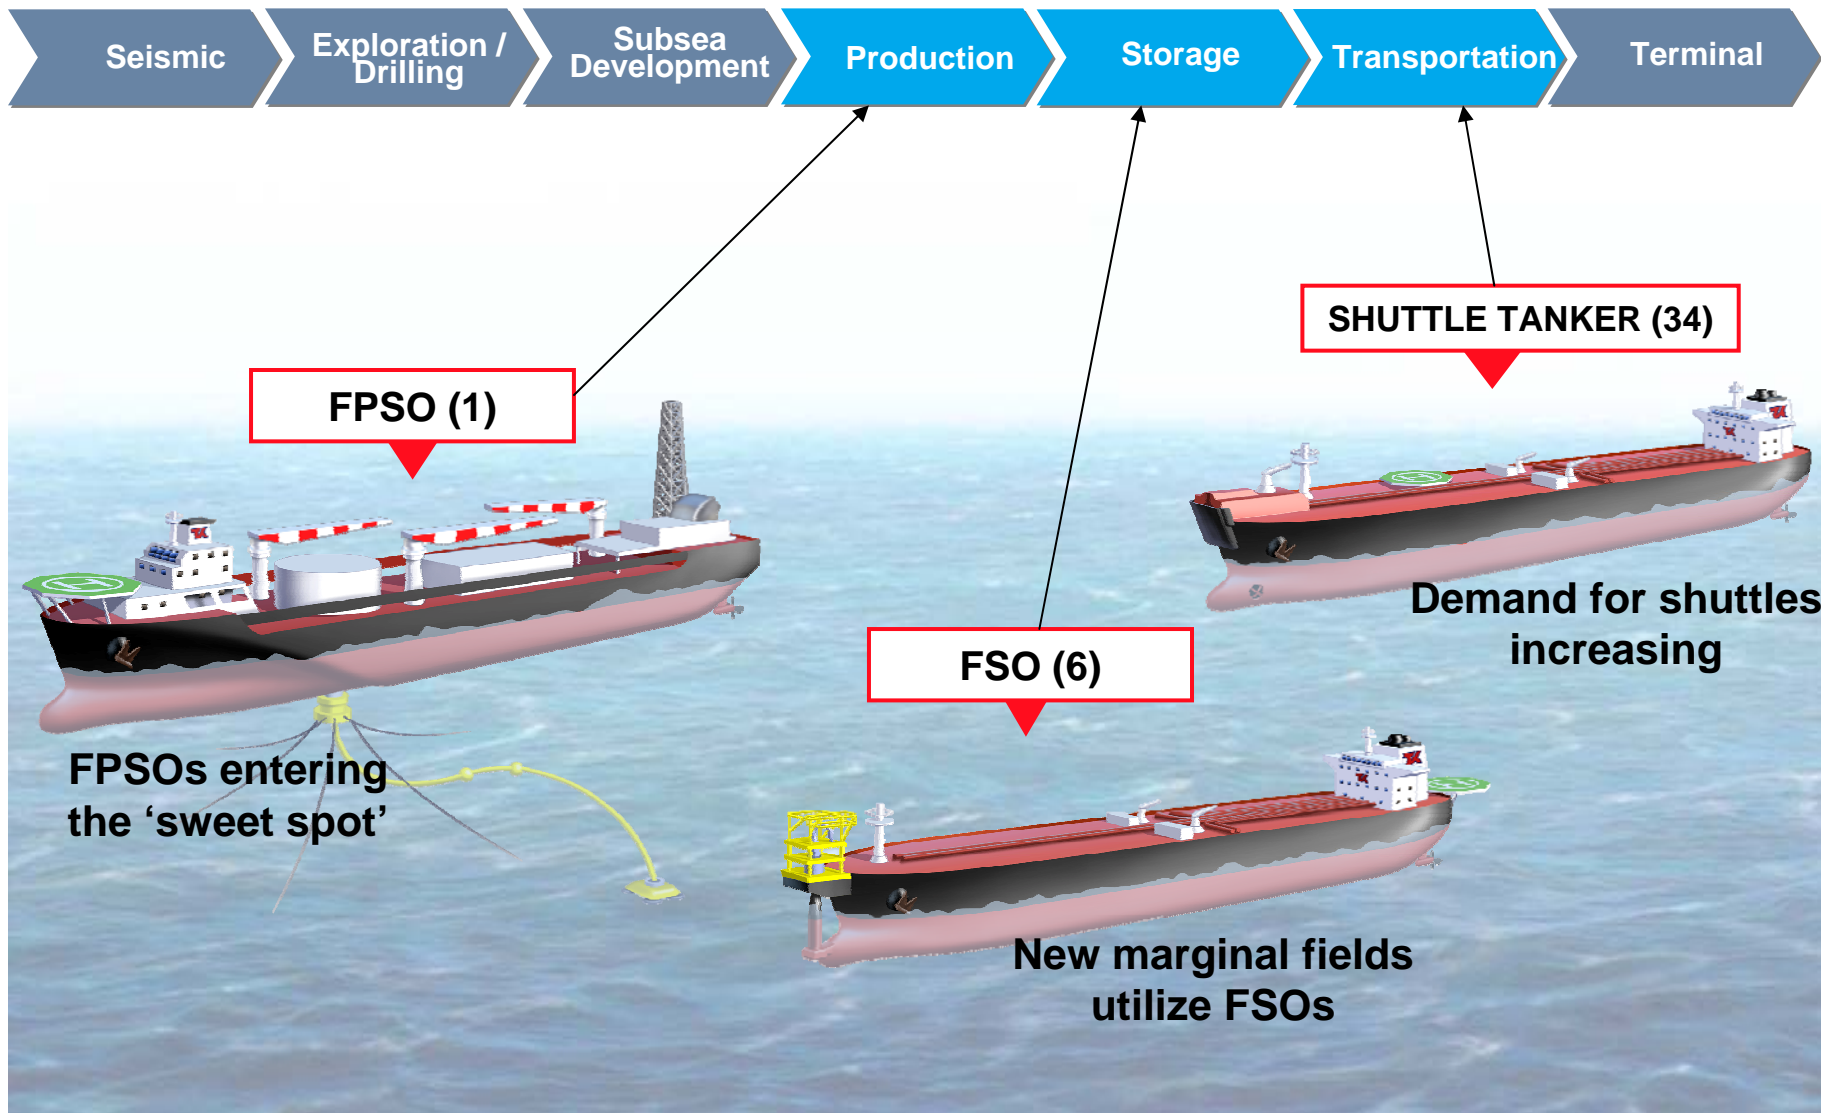 Seismic
Exploration /
Drilling
Subsea
Development
Production
Storage
Transportation
Terminal
SHUTTLE TANKER (34)
FPSO (1)
Demand for shuttles
increasing
FSO (6)
FPSOs entering
the ‘sweet spot’
New marginal fields
utilize FSOs